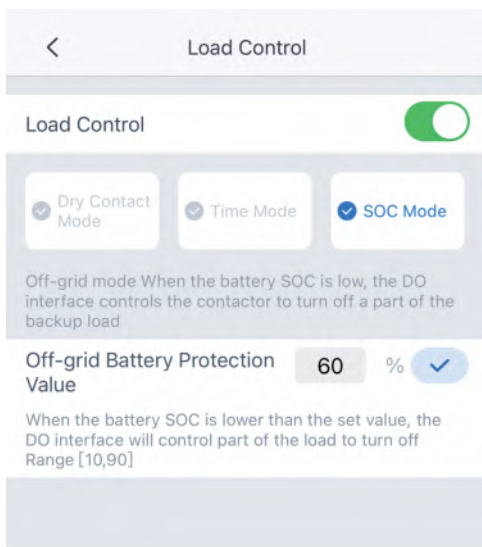 Load Control
Load Control
Dry Contact
Mode
Time Mode
SOC Mode
Off-grid mode When the battery SOC is low, the DO
interface controls the contactor to turn off a part of the
backup load
Off-grid Battery Protection
Value
60 %
When the battery SOC is lower than the set value, the
DO interface will control part of the load to turn off
Range [10,90]